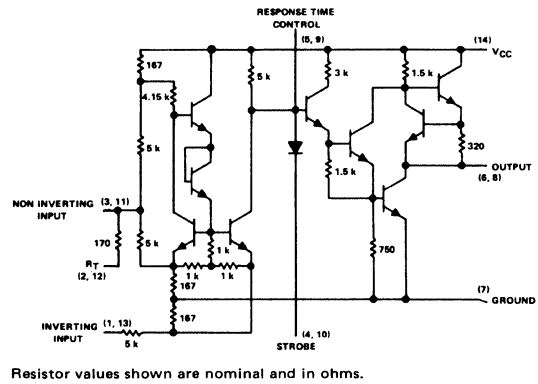 RESPONSE TIME
CONTROL
(5, 9)
(14)
VCC
167
5 k
3 k
1.5 k
4.15 k
5 k
320
1.5 k
OUTPUT
(6, 8)
(3, 11)
NON INVERTING
INPUT
170
5 k
1 k
750
RT
(2, 12)
1 k
1 k
167
(7)
GROUND
167
INVERTING
INPUT
(1, 13)
5 k
(4, 10)
STROBE
Resistor values shown are nominal and in ohms.